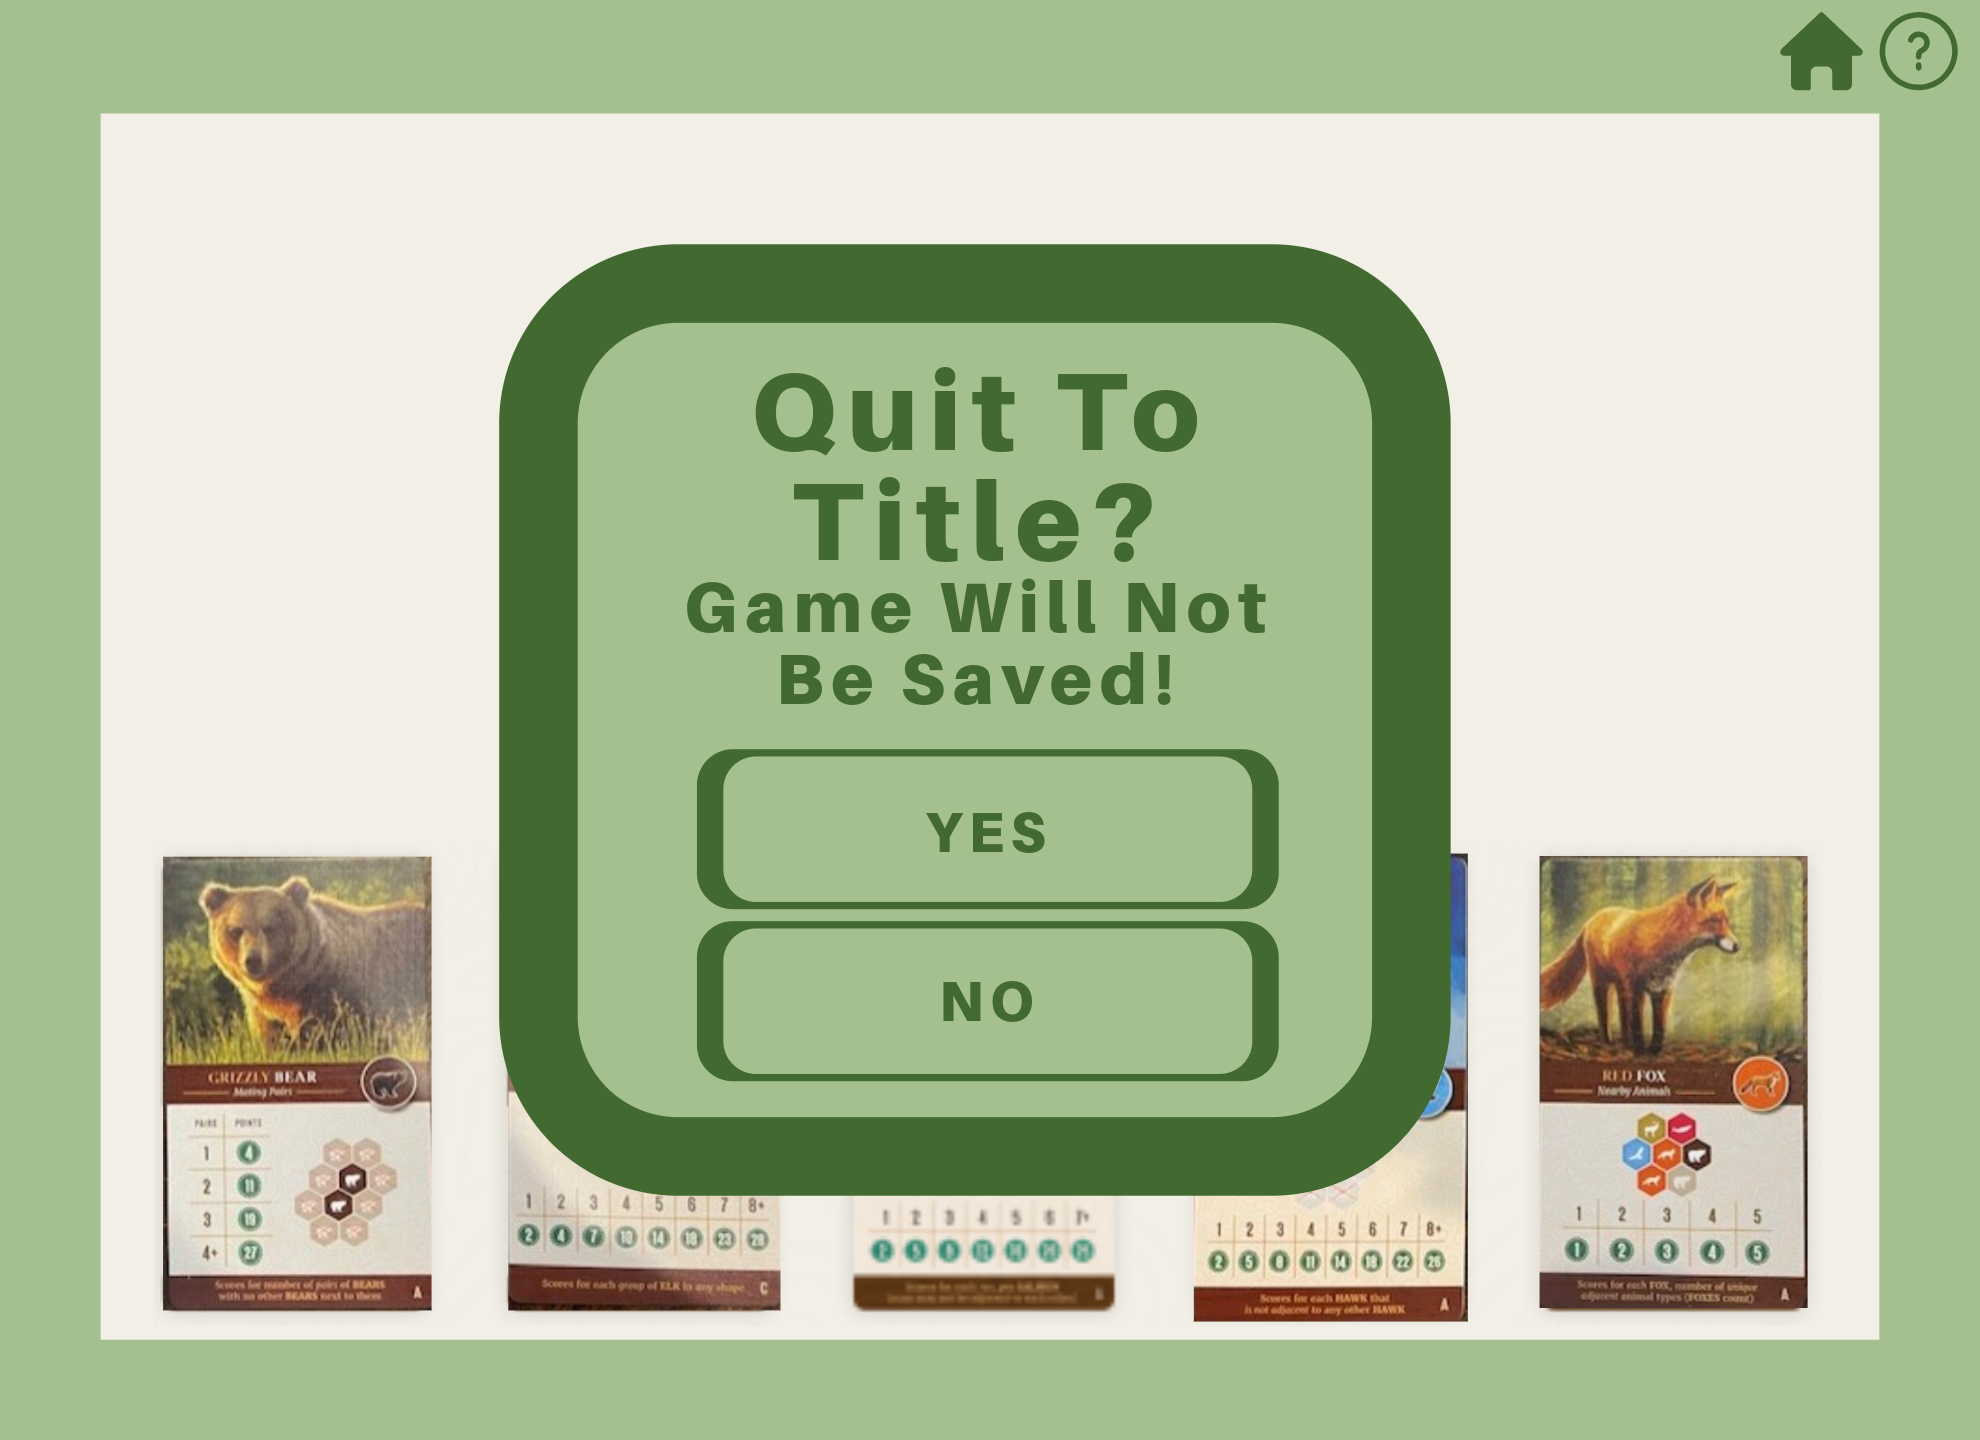 ?
Quit To
Title?
Game Will Not
Be Saved!
YES
NO
GRIZZLY BEAR
Mating Pairs
PAIRS POINTS
1 4
2 11
3 19
4+ 27
Scores for number of pairs of BEARS
with no other BEARS next to them
A
1 2 3 4 5 6 7 8+
2 4 7 10 14 18 23 28
Scores for each group of ELK in any shape C
1 2 3 4 5 6 7+
1 2 3 4 5 6 7 8+
2 5 8 11 14 18 22 26
Scores for each HAWK that
is not adjacent to any other HAWK
A
RED FOX
Nearby Animals
1 2 3 4 5
1 2 3 4 5
Scores for each FOX, number of unique
adjacent animal types (FOXES count)
A